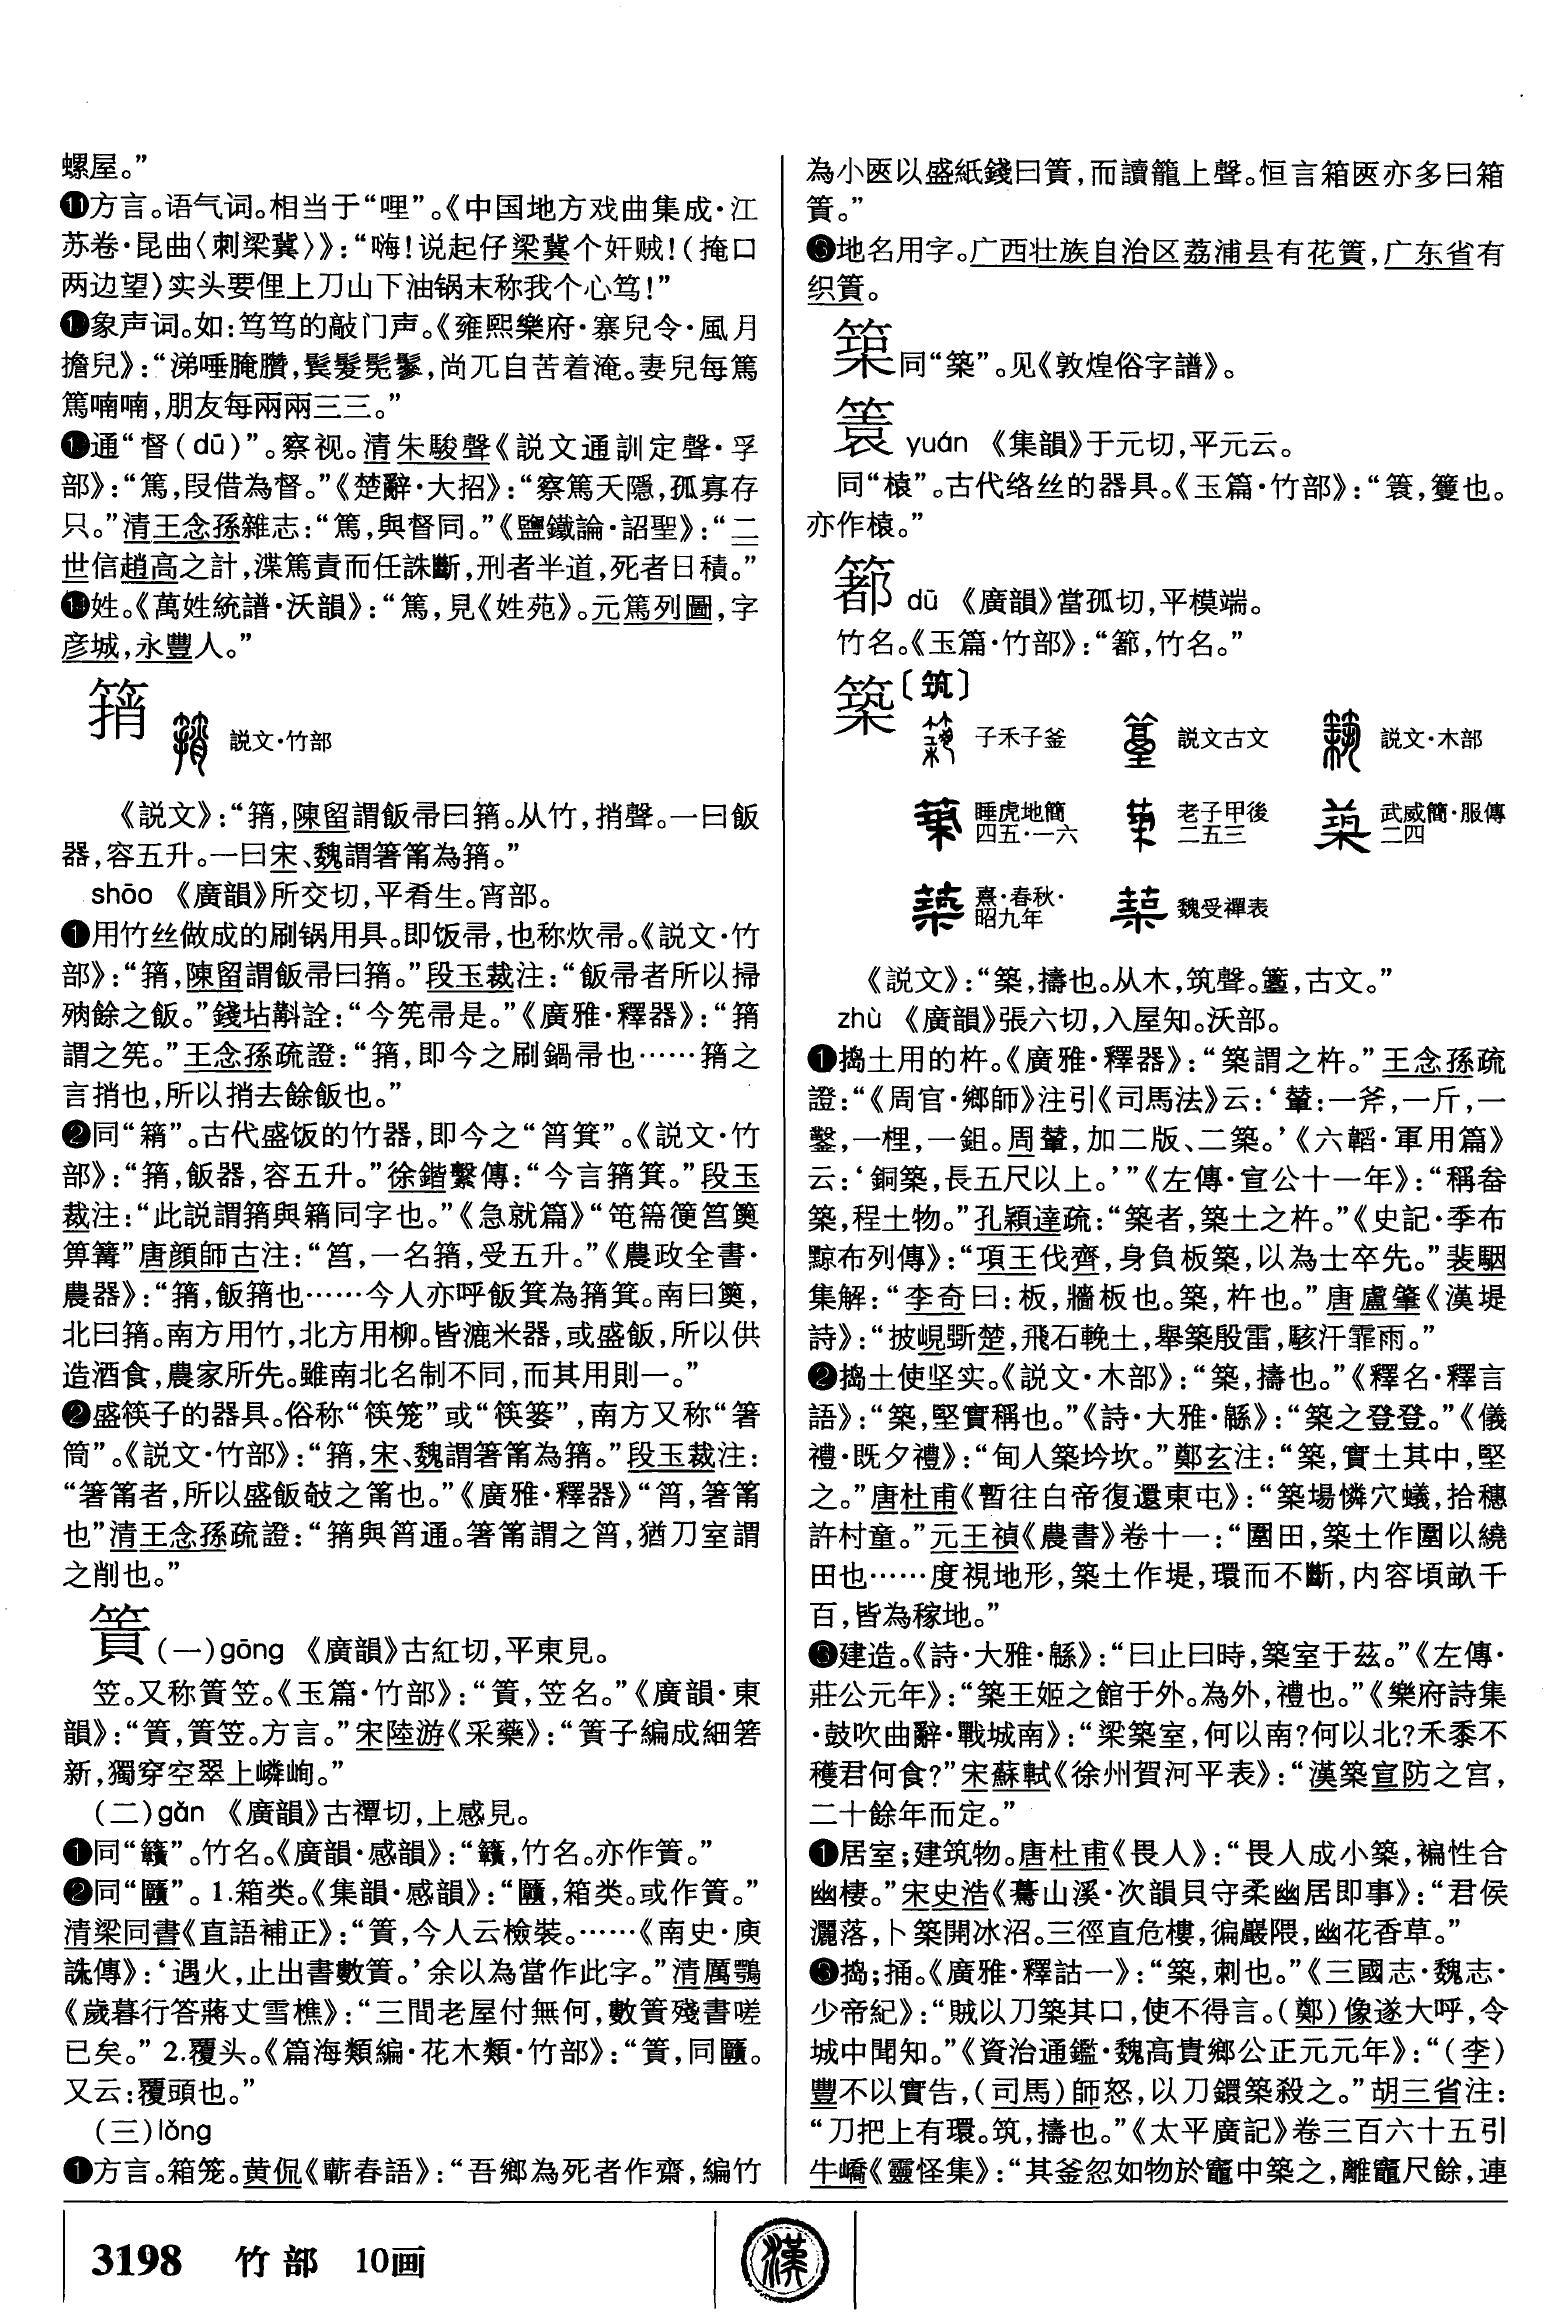 螺屋。”
⓫方言。语气词。相当于“哩”。《中国地方戏曲集成·江
苏卷·昆曲〈刺梁冀〉》：“嗨！说起仔梁冀个奸贼！（掩口
两边望）实头要俚上刀山下油锅末称我个心笃！”
象声词。如：笃笃的敲门声。《雍熙樂府·寨兒令·風月
擔兒》：“涕唾腌臢，鬓髮髡鬖，尚兀自苦着淹。妻兒每篤
篤喃喃，朋友每兩兩三三。”
通“督（dū）”。察视。清朱駿聲《説文通訓定聲·孚
部》：“篤，叚借為督。”《楚辭·大招》：“察篤夭隱，孤寡存
只。”清王念孫雜志：“篤，與督同。”《鹽鐵論·詔聖》：“二
世信趙高之計，渫篤責而任誅斷，刑者半道，死者日積。”
姓。《萬姓統譜·沃韻》：“篤，見《姓苑》。元篤列圖，字
彦城，永豐人。”
䈰 説文·竹部
《説文》：“䈰，陳留謂飯帚曰䈰。从竹，捎聲。一曰飯
器，容五升。一曰宋、魏謂箸筩為䈰。”
shāo 《廣韻》所交切，平肴生。宵部。
❶用竹丝做成的刷锅用具。即饭帚，也称炊帚。《説文·竹
部》：“䈰，陳留謂飯帚曰䈰。”段玉裁注：“飯帚者所以掃
𣧻餘之飯。”錢坫斠詮：“今筅帚是。”《廣雅·釋器》：“䈰
謂之筅。”王念孫疏證：“䈰，即今之刷鍋帚也……䈰之
言捎也，所以捎去餘飯也。”
❷同“𥳓”。古代盛饭的竹器，即今之“筲箕”。《説文·竹
部》：“䈰，飯器，容五升。”徐鍇繫傳：“今言䈰箕。”段玉
裁注：“此説謂䈰與𥳓同字也。”《急就篇》“笹篅篅筥䉛
箅篝”唐顔師古注：“筥，一名䈰，受五升。”《農政全書·
農器》：“䈰，飯䈰也……今人亦呼飯箕為䈰箕。南曰䉛，
北曰䈰。南方用竹，北方用柳。皆漉米器，或盛飯，所以供
造酒食，農家所先。雖南北名制不同，而其用則一。”
❷盛筷子的器具。俗称“筷笼”或“筷篓”，南方又称“箸
筒”。《説文·竹部》：“䈰，宋、魏謂箸筩為䈰。”段玉裁注：
“箸筩者，所以盛飯攲之筩也。”《廣雅·釋器》“筲，箸筩
也”清王念孫疏證：“䈰與筲通。箸筩謂之筲，猶刀室謂
之削也。”
篢（一）gōng 《廣韻》古紅切，平東見。
笠。又称篢笠。《玉篇·竹部》：“篢，笠名。”《廣韻·東
韻》：“篢，篢笠。方言。”宋陸游《采藥》：“篢子編成細箬
新，獨穿空翠上嶙峋。”
（二）gǎn 《廣韻》古禫切，上感見。
❶同“䉔”。竹名。《廣韻·感韻》：“䉔，竹名。亦作篢。”
❷同“匵”。1.箱类。《集韻·感韻》：“匵，箱类。或作篢。”
清梁同書《直語補正》：“篢，今人云檢裝。……《南史·庾
詵傳》：‘遇火，止出書數篢。’余以為當作此字。”清厲鶚
《歲暮行答蔣丈雪樵》：“三間老屋付無何，數篢殘書嗟
已矣。”2.覆头。《篇海類編·花木類·竹部》：“篢，同匵。
又云：覆頭也。”
（三）lǒng
❶方言。箱笼。黄侃《蘄春語》：“吾鄉為死者作齋，編竹
為小匧以盛紙錢曰篢，而讀籠上聲。恒言箱匧亦多曰箱
篢。”
地名用字。广西壮族自治区荔浦县有花篢，广东省有
织篢。
同“築”。见《敦煌俗字譜》。
䈠 yuán 《集韻》于元切，平元云。
同“榬”。古代络丝的器具。《玉篇·竹部》：“䈠，籰也。
亦作榬。”
䈞 dū 《廣韻》當孤切，平模端。
竹名。《玉篇·竹部》：“䈞，竹名。”
築〔筑〕
子禾子釜 説文古文 説文·木部
睡虎地簡四五·一六 老子甲後二五三 武威簡·服傳二四
熹·春秋·昭九年 魏受禪表
《説文》：“築，擣也。从木，筑聲。𥴦，古文。”
zhù 《廣韻》張六切，入屋知。沃部。
❶捣土用的杵。《廣雅·釋器》：“築謂之杵。”王念孫疏
證：“《周官·鄉師》注引《司馬法》云：‘輦：一斧，一斤，一
鑿，一梩，一鉏。周輦，加二版、二築。’《六韜·軍用篇》
云：‘銅築，長五尺以上。’”《左傳·宣公十一年》：“稱畚
築，程土物。”孔穎達疏：“築者，築土之杵。”《史記·季布
黥布列傳》：“項王伐齊，身負板築，以為士卒先。”裴駰
集解：“李奇曰：板，牆板也。築，杵也。”唐盧肇《漢堤
詩》：“披峴斲楚，飛石輓土，舉築殷雷，駭汗霏雨。”
❷捣土使坚实。《説文·木部》：“築，擣也。”《釋名·釋言
語》：“築，堅實稱也。”《詩·大雅·緜》：“築之登登。”《儀
禮·既夕禮》：“甸人築坅坎。”鄭玄注：“築，實土其中，堅
之。”唐杜甫《暫往白帝復還東屯》：“築場憐穴蟻，拾穗
許村童。”元王禎《農書》卷十一：“圍田，築土作圍以繞
田也……度視地形，築土作堤，環而不斷，内容頃畝千
百，皆為稼地。”
建造。《詩·大雅·緜》：“曰止曰時，築室于茲。”《左傳·
莊公元年》：“築王姬之館于外。為外，禮也。”《樂府詩集
·鼓吹曲辭·戰城南》：“梁築室，何以南？何以北？禾黍不
穫君何食？”宋蘇軾《徐州賀河平表》：“漢築宣防之宫，
二十餘年而定。”
❶居室；建筑物。唐杜甫《畏人》：“畏人成小築，褊性合
幽棲。”宋史浩《驀山溪·次韻貝守柔幽居即事》：“君侯
灑落，卜築開冰沼。三徑直危樓，徧巖隈，幽花香草。”
捣；捅。《廣雅·釋詁一》：“築，刺也。”《三國志·魏志·
少帝紀》：“賊以刀築其口，使不得言。（鄭）像遂大呼，令
城中聞知。”《資治通鑑·魏高貴鄉公正元元年》：“（李）
豐不以實告，（司馬）師怒，以刀鐶築殺之。”胡三省注：
“刀把上有環。筑，擣也。”《太平廣記》卷三百六十五引
牛嶠《靈怪集》：“其釜忽如物於竈中築之，離竈尺餘，連
3198 竹部 10画
漢